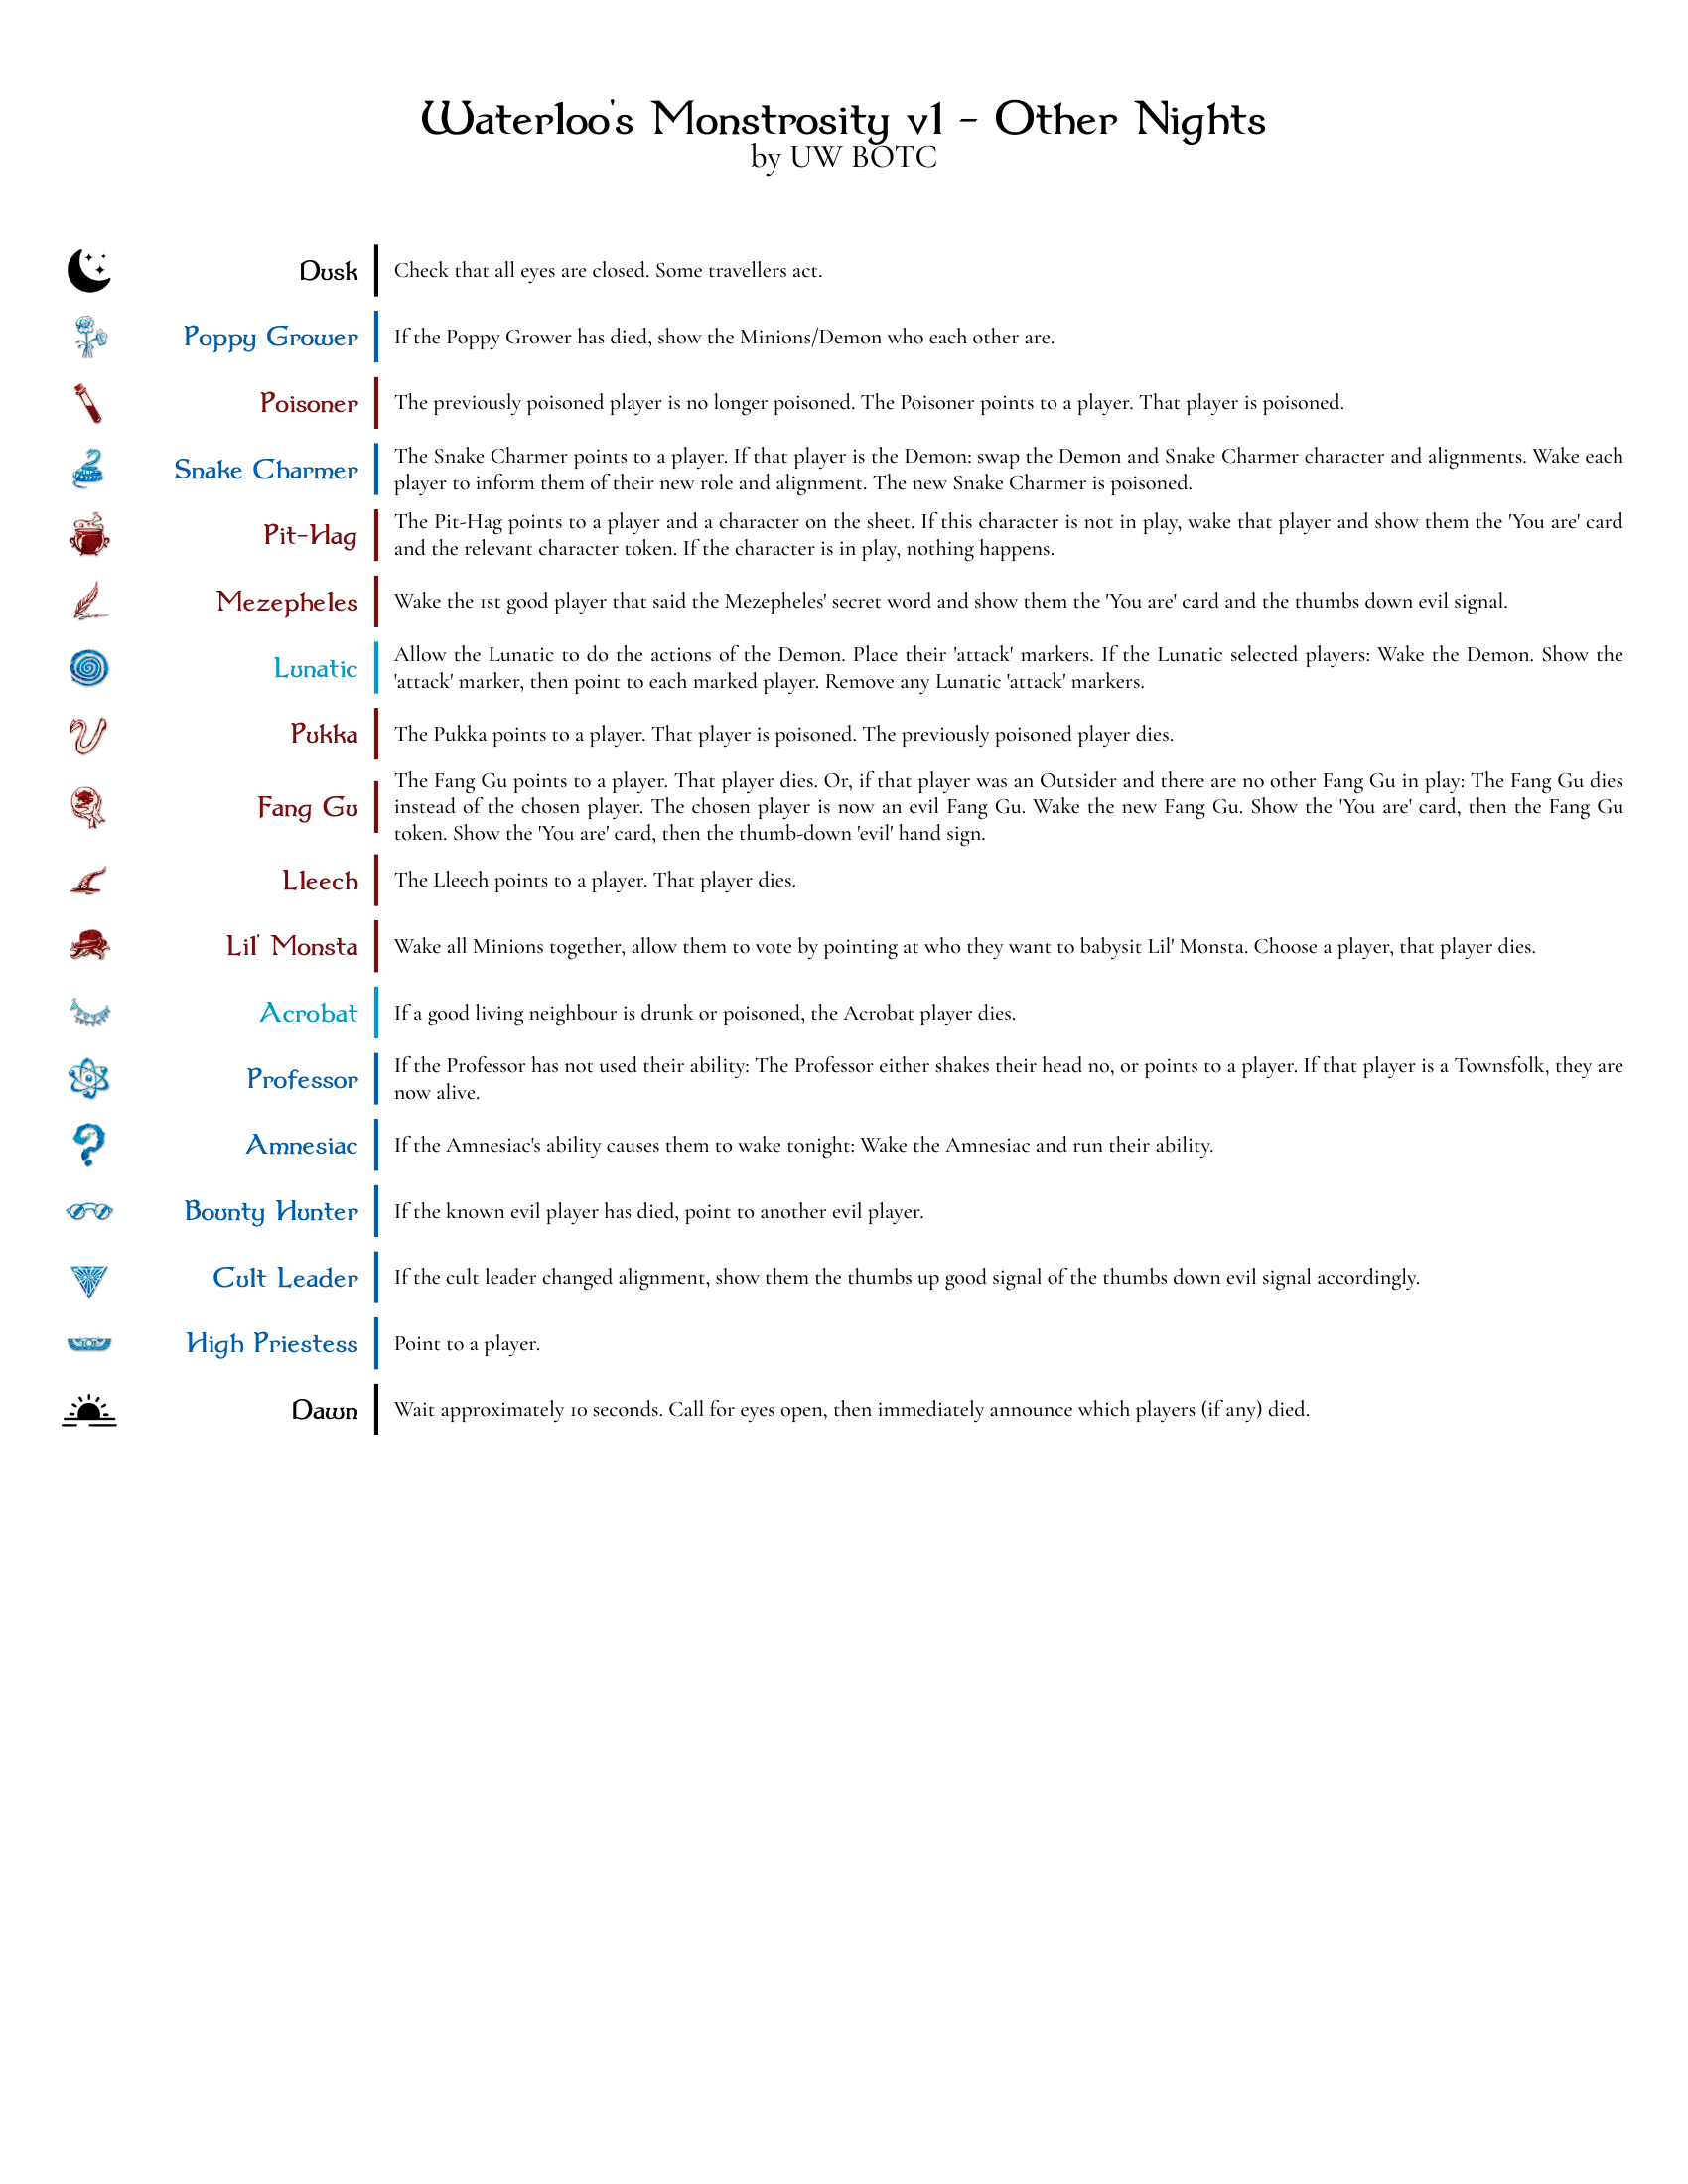 Waterloo's Monstrosity v1 - Other Nights
by UW BOTC
Dusk
Check that all eyes are closed. Some travellers act.
Poppy Grower
If the Poppy Grower has died, show the Minions/Demon who each other are.
Poisoner
The previously poisoned player is no longer poisoned. The Poisoner points to a player. That player is poisoned.
Snake Charmer
The Snake Charmer points to a player. If that player is the Demon: swap the Demon and Snake Charmer character and alignments. Wake each
player to inform them of their new role and alignment. The new Snake Charmer is poisoned.
Pit-Hag
The Pit-Hag points to a player and a character on the sheet. If this character is not in play, wake that player and show them the 'You are' card
and the relevant character token. If the character is in play, nothing happens.
Mezepheles
Wake the 1st good player that said the Mezepheles' secret word and show them the 'You are' card and the thumbs down evil signal.
Lunatic
Allow the Lunatic to do the actions of the Demon. Place their 'attack' markers. If the Lunatic selected players: Wake the Demon. Show the
'attack' marker, then point to each marked player. Remove any Lunatic 'attack' markers.
Pukka
The Pukka points to a player. That player is poisoned. The previously poisoned player dies.
Fang Gu
The Fang Gu points to a player. That player dies. Or, if that player was an Outsider and there are no other Fang Gu in play: The Fang Gu dies
instead of the chosen player. The chosen player is now an evil Fang Gu. Wake the new Fang Gu. Show the 'You are' card, then the Fang Gu
token. Show the 'You are' card, then the thumb-down 'evil' hand sign.
Lleech
The Lleech points to a player. That player dies.
Lil' Monsta
Wake all Minions together, allow them to vote by pointing at who they want to babysit Lil' Monsta. Choose a player, that player dies.
Acrobat
If a good living neighbour is drunk or poisoned, the Acrobat player dies.
Professor
If the Professor has not used their ability: The Professor either shakes their head no, or points to a player. If that player is a Townsfolk, they are
now alive.
Amnesiac
If the Amnesiac's ability causes them to wake tonight: Wake the Amnesiac and run their ability.
Bounty Hunter
If the known evil player has died, point to another evil player.
Cult Leader
If the cult leader changed alignment, show them the thumbs up good signal of the thumbs down evil signal accordingly.
High Priestess
Point to a player.
Dawn
Wait approximately 10 seconds. Call for eyes open, then immediately announce which players (if any) died.